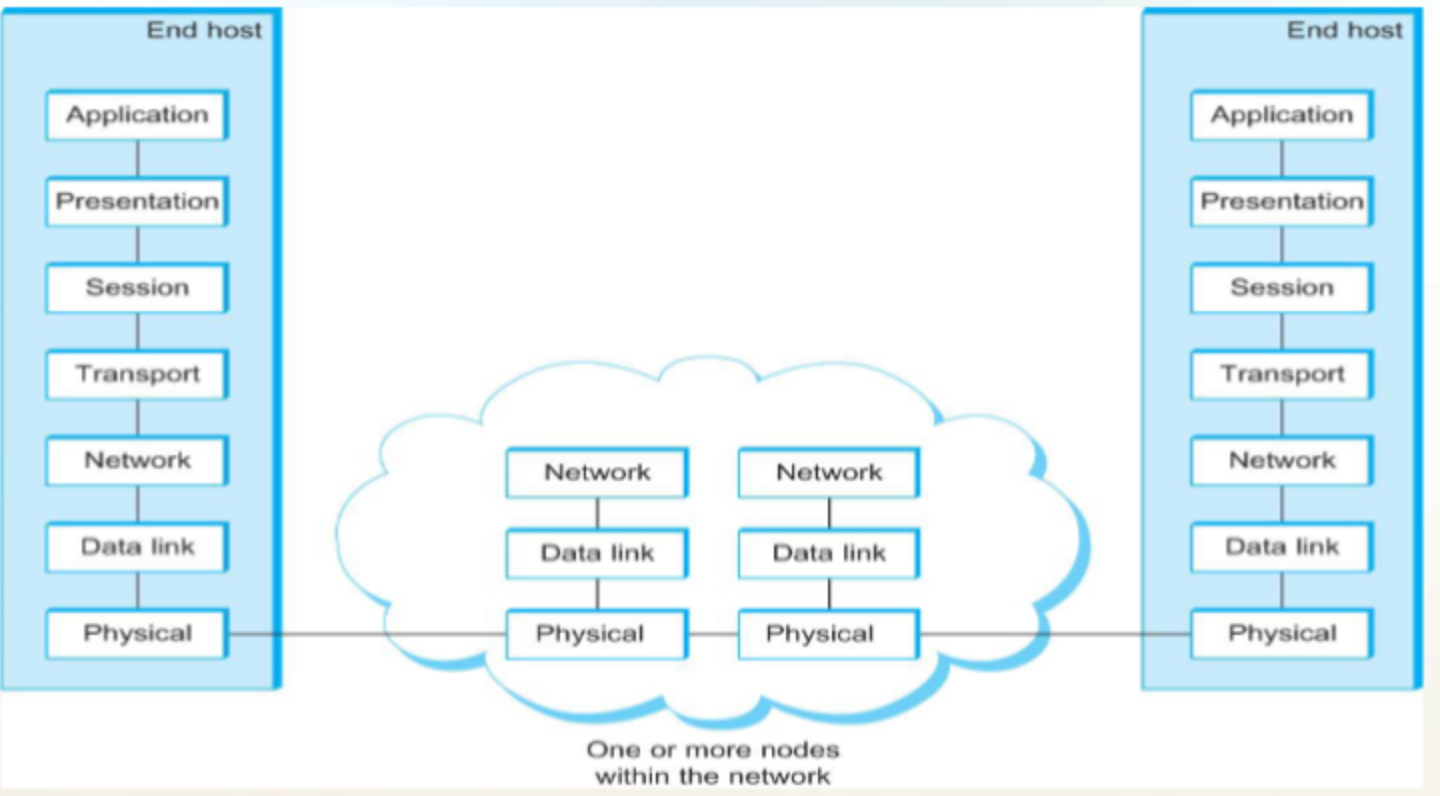 End host
Application
Presentation
Session
Transport
Network
Data link
Physical
Network
Data link
Physical
Network
Data link
Physical
One or more nodes
within the network
End host
Application
Presentation
Session
Transport
Network
Data link
Physical